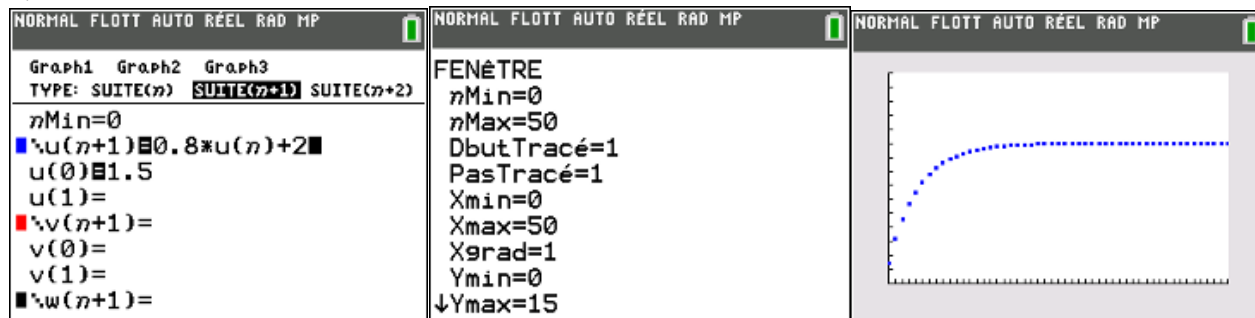 NORMAL FLOTT AUTO RÉEL RAD MP
Graph1 Graph2 Graph3
TYPE: SUITE(n) SUITE(n+1) SUITE(n+2)
nMin=0
u(n+1)=0.8*u(n)+2
u(0)=1.5
u(1)=
v(n+1)=
v(0)=
v(1)=
w(n+1)=
NORMAL FLOTT AUTO RÉEL RAD MP
FENÊTRE
nMin=0
nMax=50
DbutTracé=1
PasTracé=1
Xmin=0
Xmax=50
Xgrad=1
Ymin=0
↓Ymax=15
NORMAL FLOTT AUTO RÉEL RAD MP